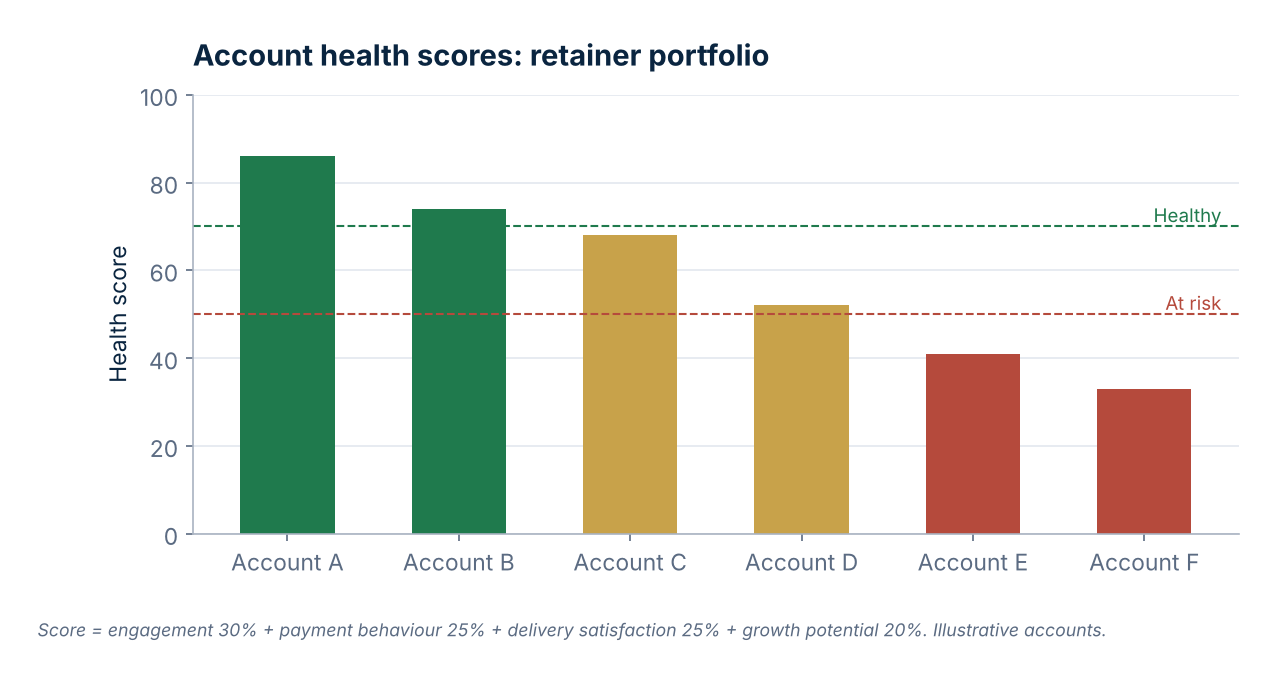 Account health scores: retainer portfolio
100
80
60
40
20
0
Health score
Healthy
At risk
Account A
Account B
Account C
Account D
Account E
Account F
Score = engagement 30% + payment behaviour 25% + delivery satisfaction 25% + growth potential 20%. Illustrative accounts.